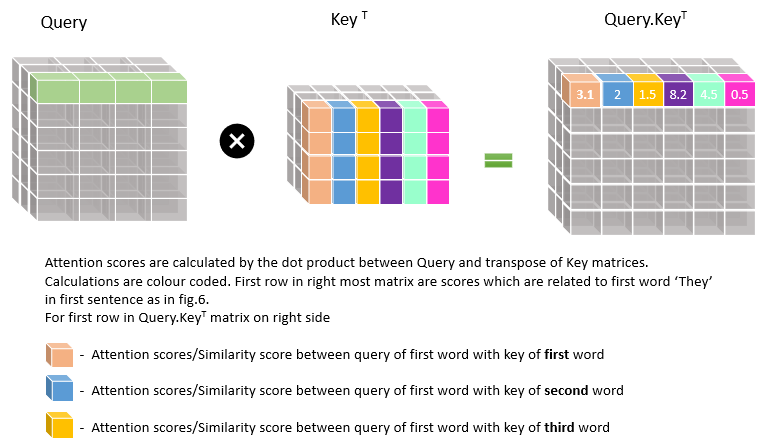 Query
Key T
Query.KeyT
3.1 2 1.5 8.2 4.5 0.5
Attention scores are calculated by the dot product between Query and transpose of Key matrices.
Calculations are colour coded. First row in right most matrix are scores which are related to first word ‘They’
in first sentence as in fig.6.
For first row in Query.KeyT matrix on right side
- Attention scores/Similarity score between query of first word with key of first word
- Attention scores/Similarity score between query of first word with key of second word
- Attention scores/Similarity score between query of first word with key of third word